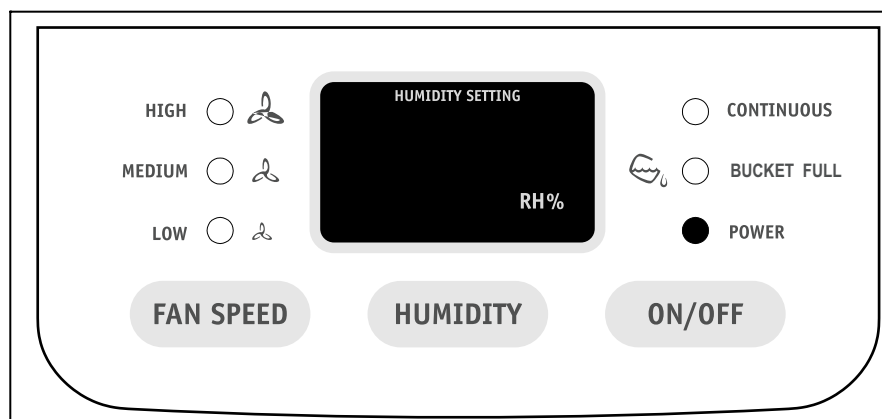 HUMIDITY SETTING
HIGH
CONTINUOUS
MEDIUM
BUCKET FULL
RH%
LOW
POWER
FAN SPEED
HUMIDITY
ON/OFF